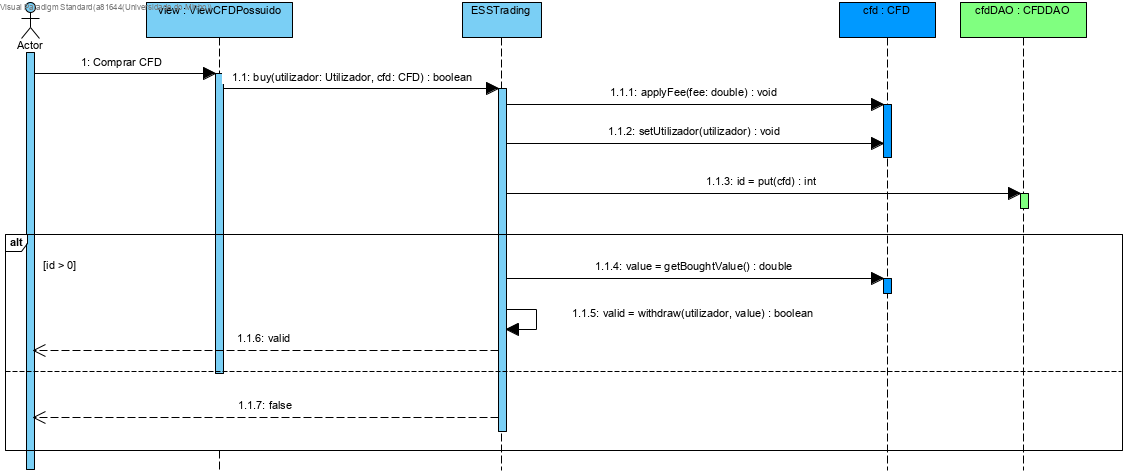 Visual Paradigm Standard(a81644(Universidade do Minho))
view : ViewCFDPossuido
ESSTrading
cfd : CFD
cfdDAO : CFDDAO
Actor
1: Comprar CFD
1.1: buy(utilizador: Utilizador, cfd: CFD) : boolean
1.1.1: applyFee(fee: double) : void
1.1.2: setUtilizador(utilizador) : void
1.1.3: id = put(cfd) : int
alt
[id > 0]
1.1.4: value = getBoughtValue() : double
1.1.5: valid = withdraw(utilizador, value) : boolean
1.1.6: valid
1.1.7: false